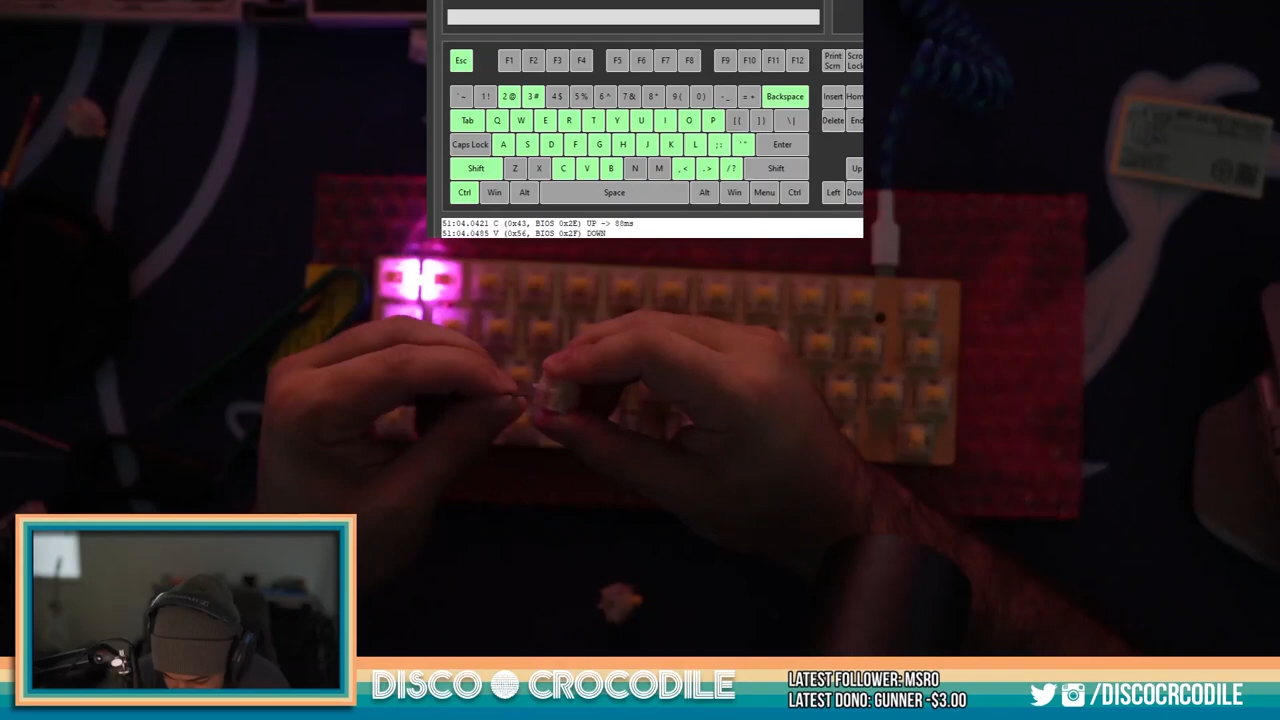 Esc F1 F2 F3 F4 F5 F6 F7 F8 F9 F10 F11 F12 Print Scrn Scro Lock
`~ 1! 2@ 3# 4$ 5% 6^ 7& 8* 9( 0) -_ =+ Backspace Insert Hom
Tab Q W E R T Y U I O P [{ ]} \| Delete End
Caps Lock A S D F G H J K L ;: '" Enter
Shift Z X C V B N M ,< .> /? Shift Up
Ctrl Win Alt Space Alt Win Menu Ctrl Left Dow
51:04.0421 C (0x43, BIOS 0x2E) UP -> 88ms
51:04.0485 V (0x56, BIOS 0x2F) DOWN
DISCO CROCODILE
LATEST FOLLOWER: MSRO
LATEST DONO: GUNNER -$3.00
/DISCOCRCODILE